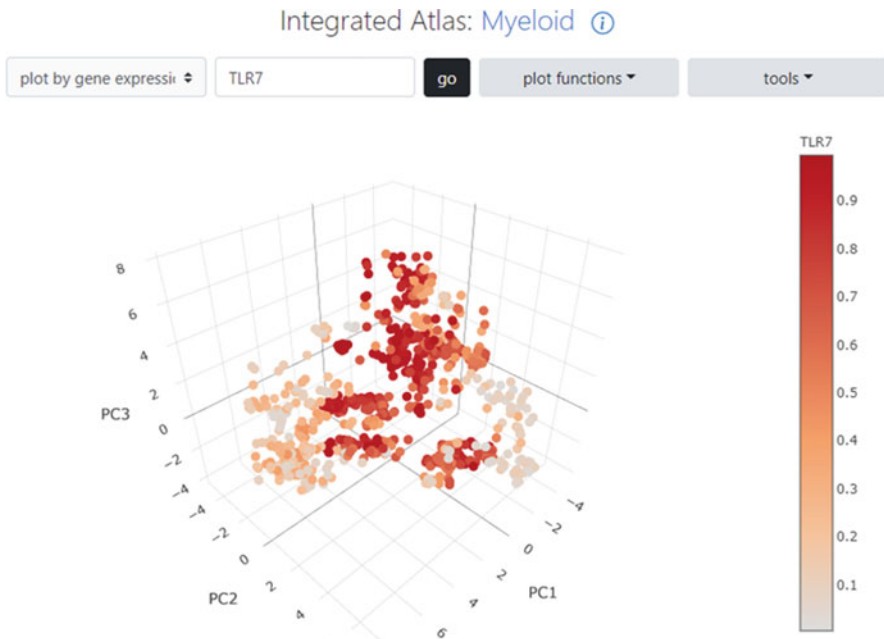 Integrated Atlas: Myeloid i
plot by gene expressi
TLR7
go
plot functions
tools
TLR7
0.9
0.8
0.7
0.6
0.5
0.4
0.3
0.2
0.1
8
6
4
2
0
−2
−4
PC3
−4
−2
0
2
4
PC2
−4
−2
0
2
4
6
PC1